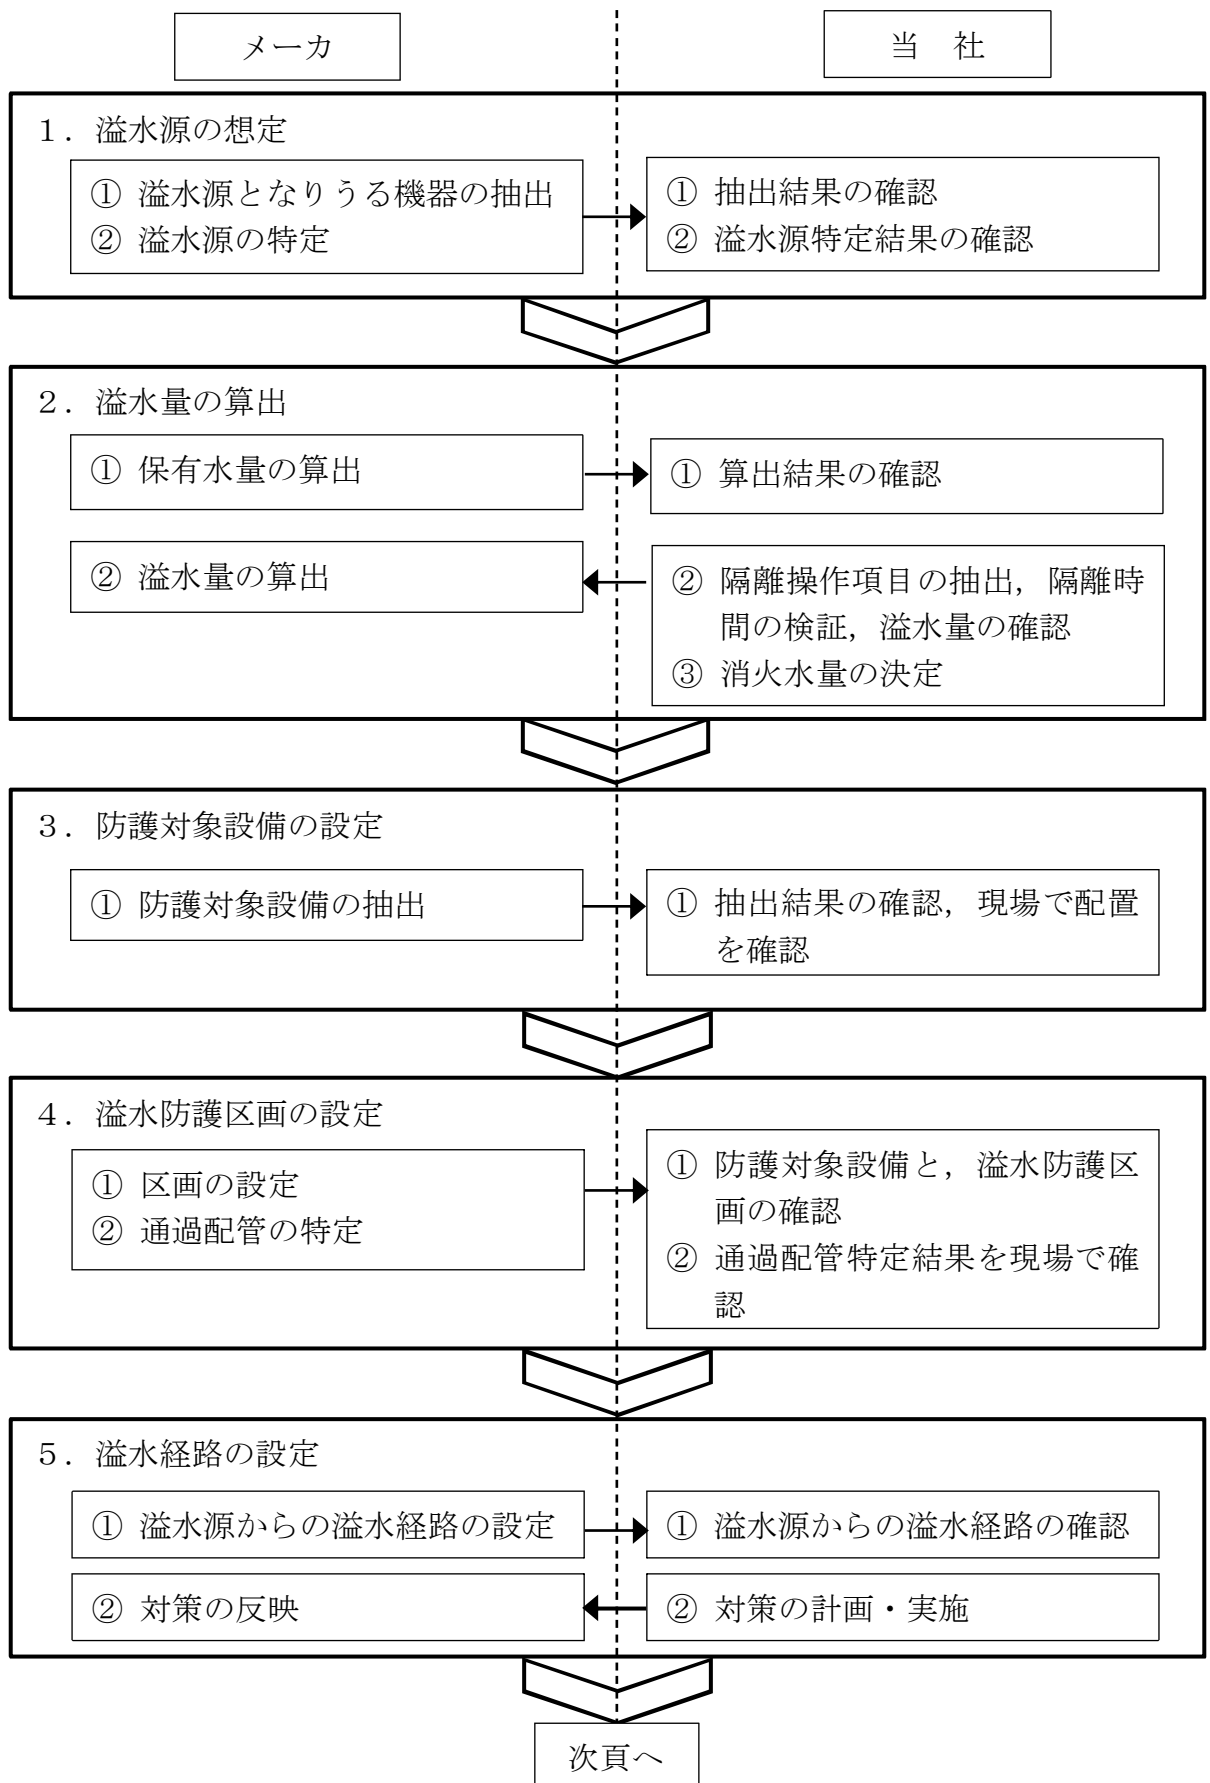 メーカ
当　社
１．溢水源の想定
① 溢水源となりうる機器の抽出
② 溢水源の特定
① 抽出結果の確認
② 溢水源特定結果の確認
２．溢水量の算出
① 保有水量の算出
① 算出結果の確認
② 溢水量の算出
② 隔離操作項目の抽出，隔離時
間の検証，溢水量の確認
③ 消火水量の決定
３．防護対象設備の設定
① 防護対象設備の抽出
① 抽出結果の確認，現場で配置
を確認
４．溢水防護区画の設定
① 区画の設定
② 通過配管の特定
① 防護対象設備と，溢水防護区
画の確認
② 通過配管特定結果を現場で確
認
５．溢水経路の設定
① 溢水源からの溢水経路の設定
① 溢水源からの溢水経路の確認
② 対策の反映
② 対策の計画・実施
次頁へ